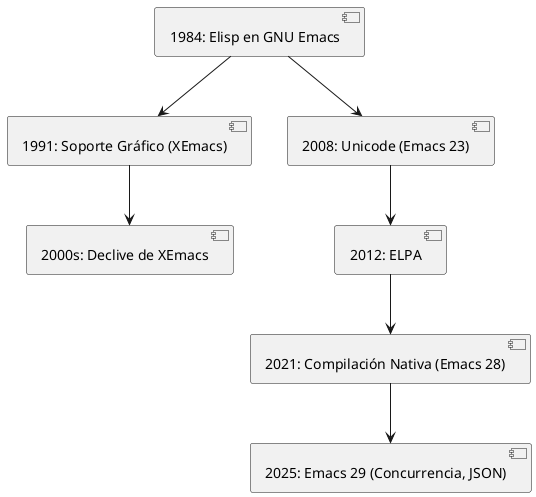 1984: Elisp en GNU Emacs
1991: Soporte Gráfico (XEmacs)
2008: Unicode (Emacs 23)
2000s: Declive de XEmacs
2012: ELPA
2021: Compilación Nativa (Emacs 28)
2025: Emacs 29 (Concurrencia, JSON)